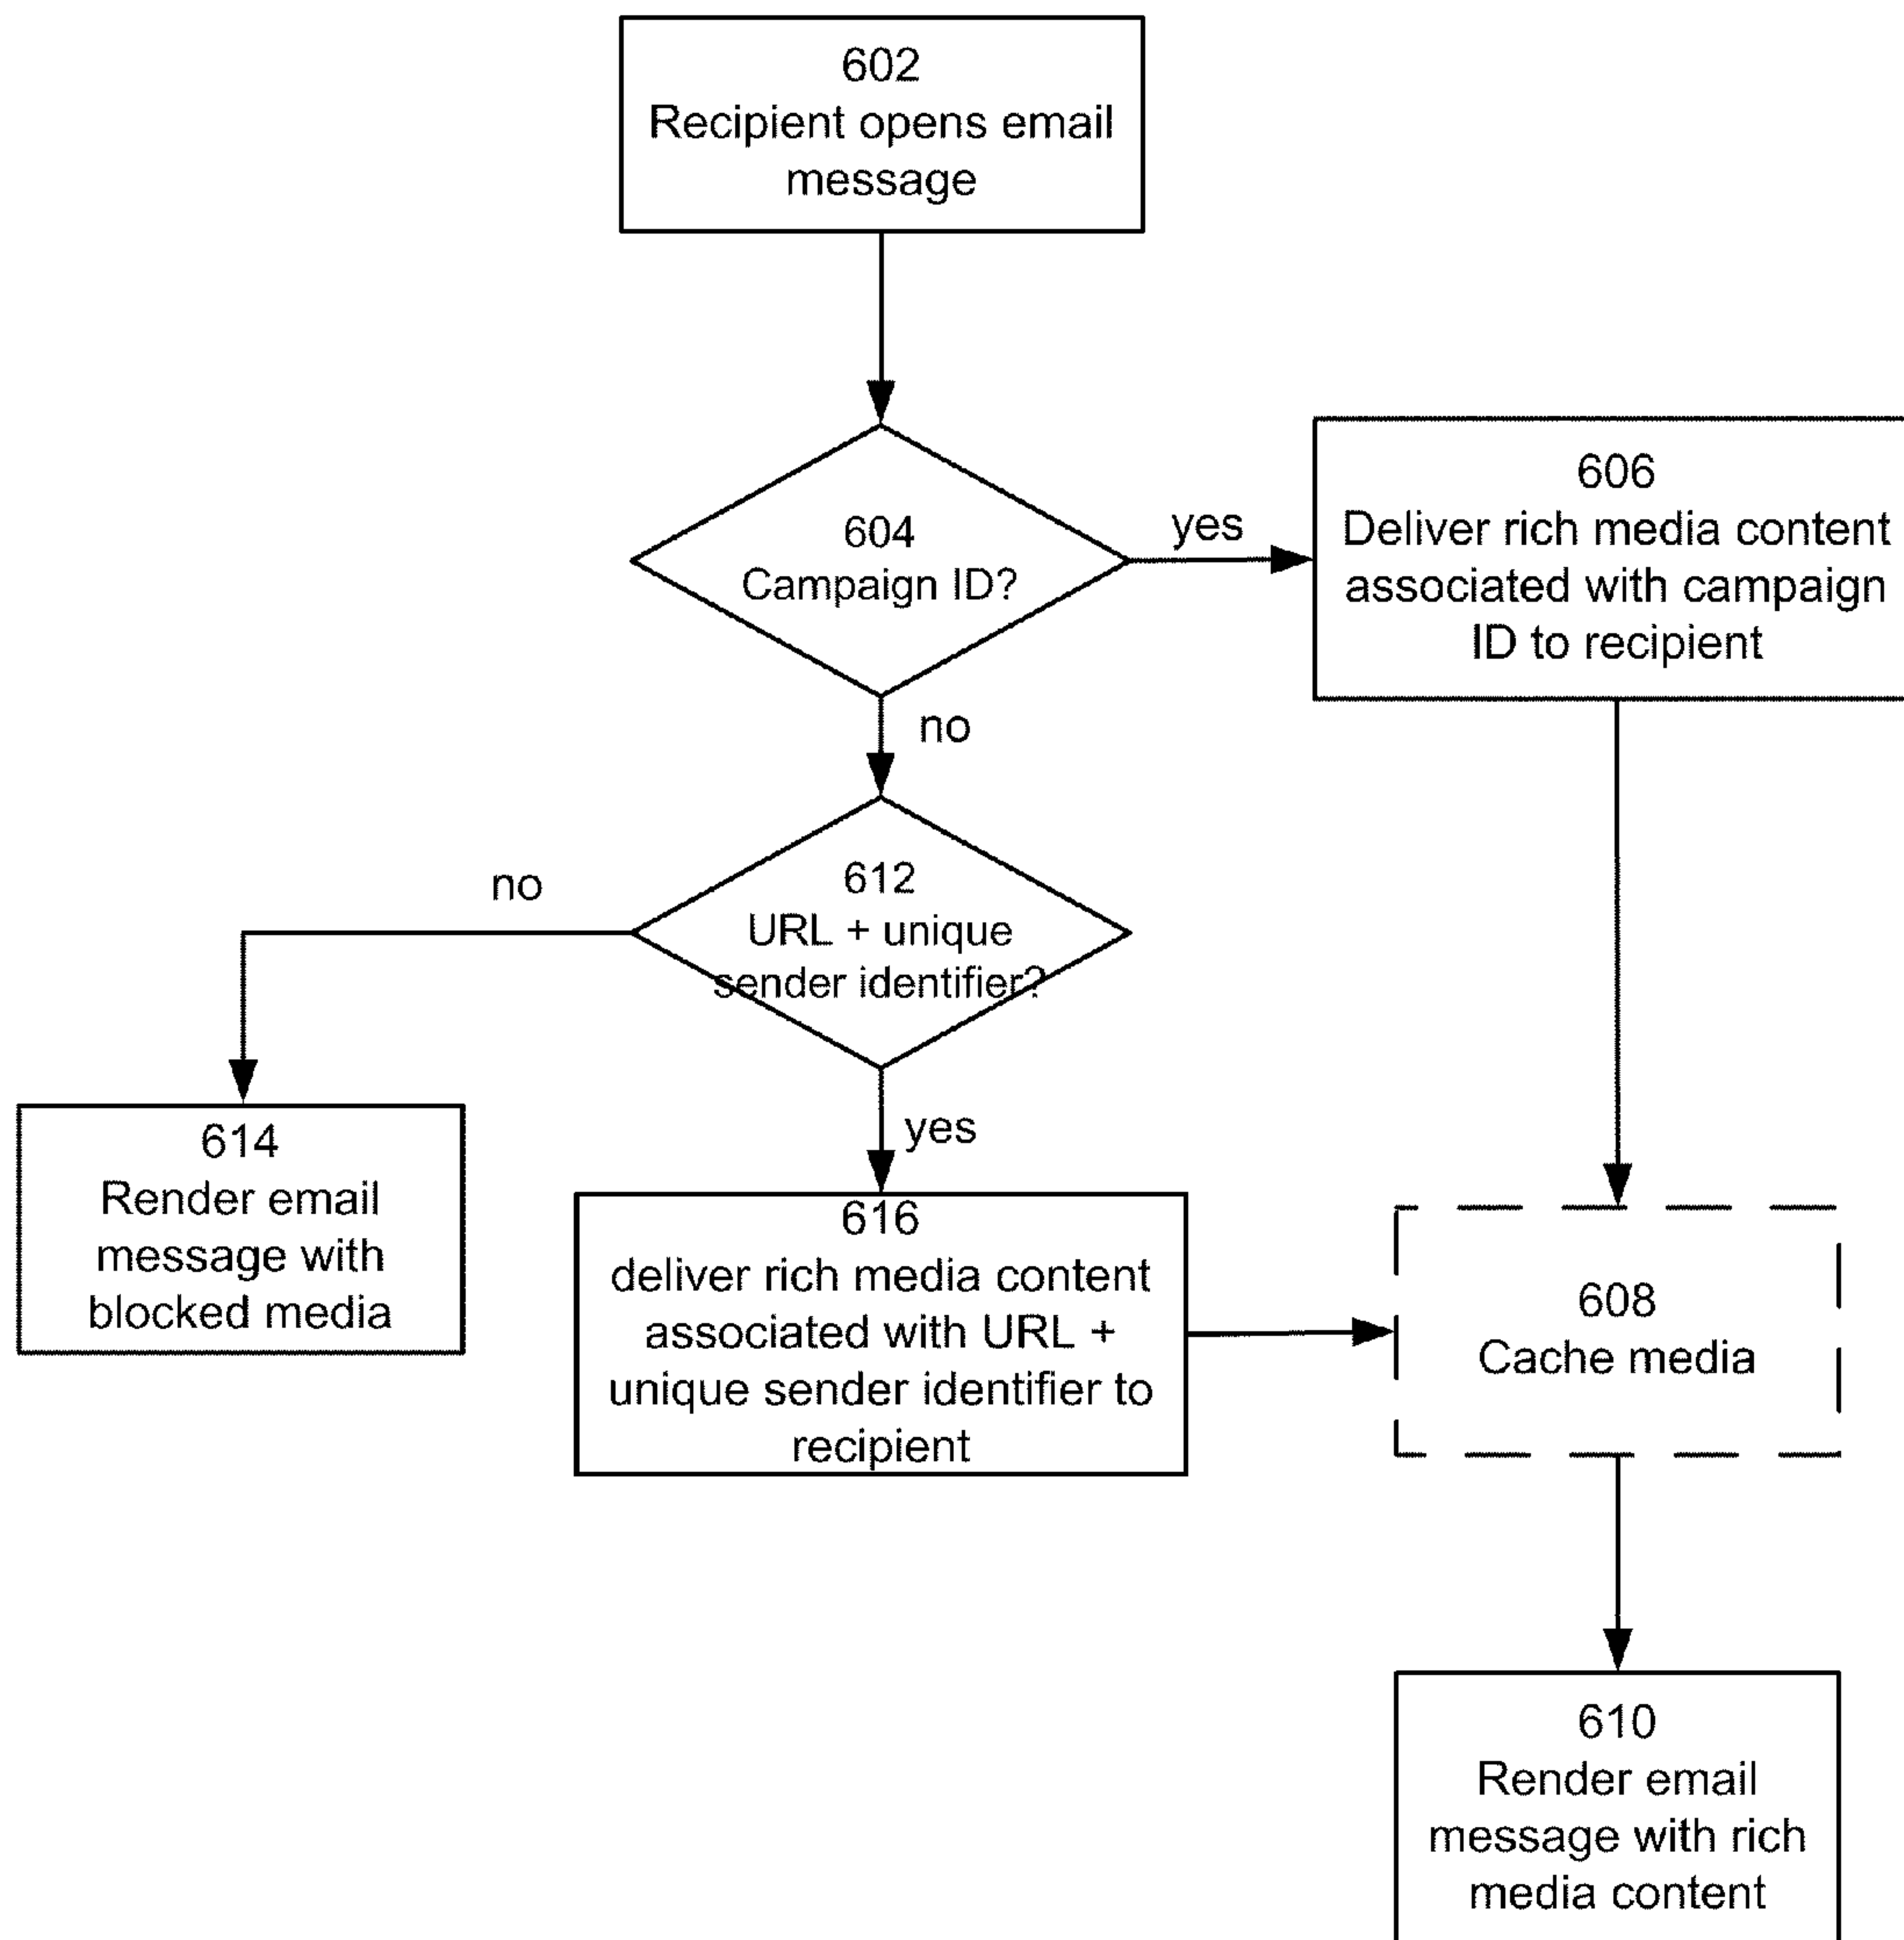 602
Recipient opens email
message
604
Campaign ID?
yes
606
Deliver rich media content
associated with campaign
ID to recipient
no
612
URL + unique
sender identifier?
no
yes
614
Render email
message with
blocked media
616
deliver rich media content
associated with URL +
unique sender identifier to
recipient
608
Cache media
610
Render email
message with rich
media content